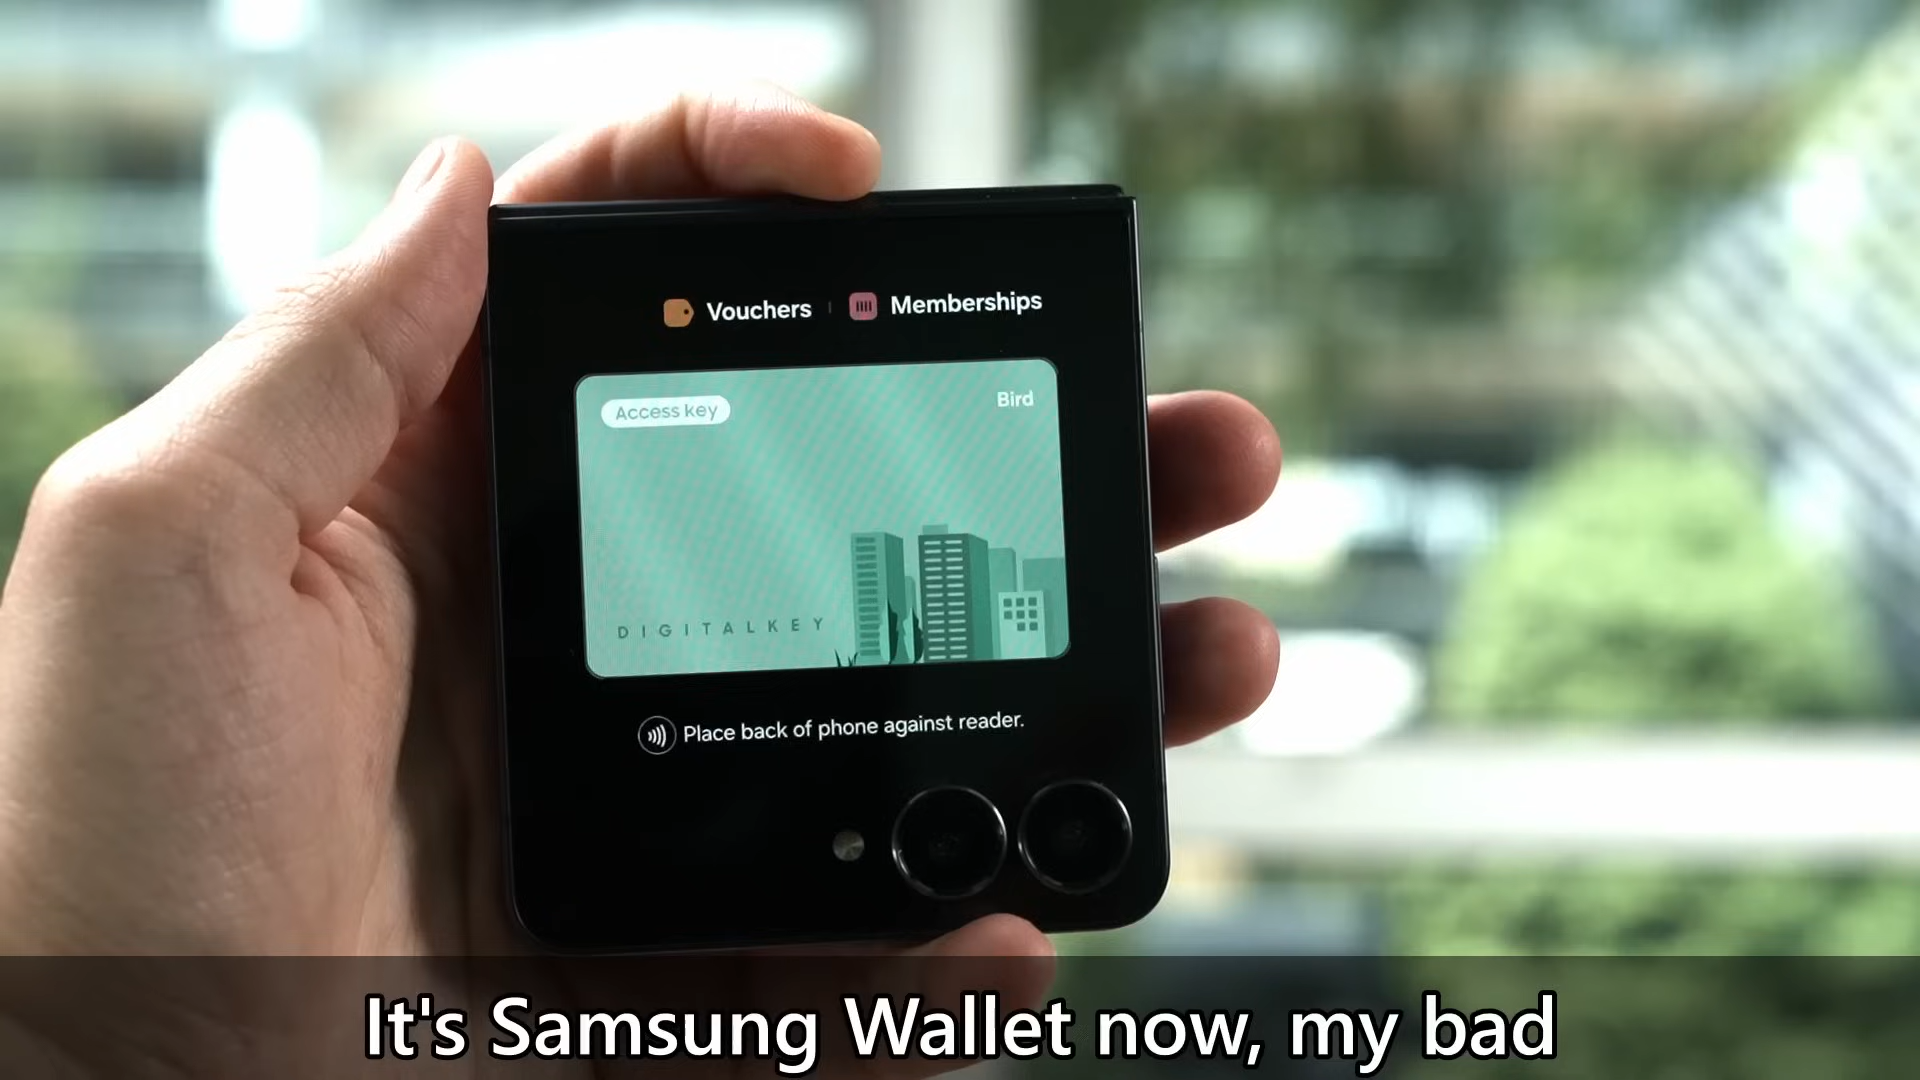 Vouchers | Memberships
Access key
Bird
DIGITALKEY
Place back of phone against reader.
It's Samsung Wallet now, my bad